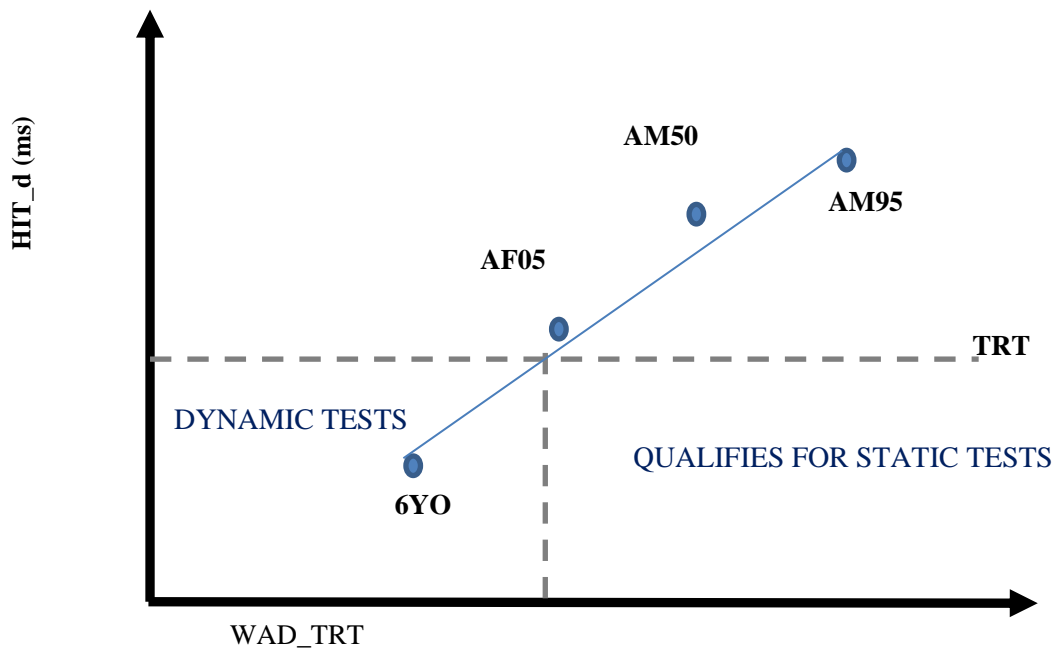 HIT_d (ms)
AM50
AM95
AF05
TRT
DYNAMIC TESTS
QUALIFIES FOR STATIC TESTS
6YO
WAD_TRT